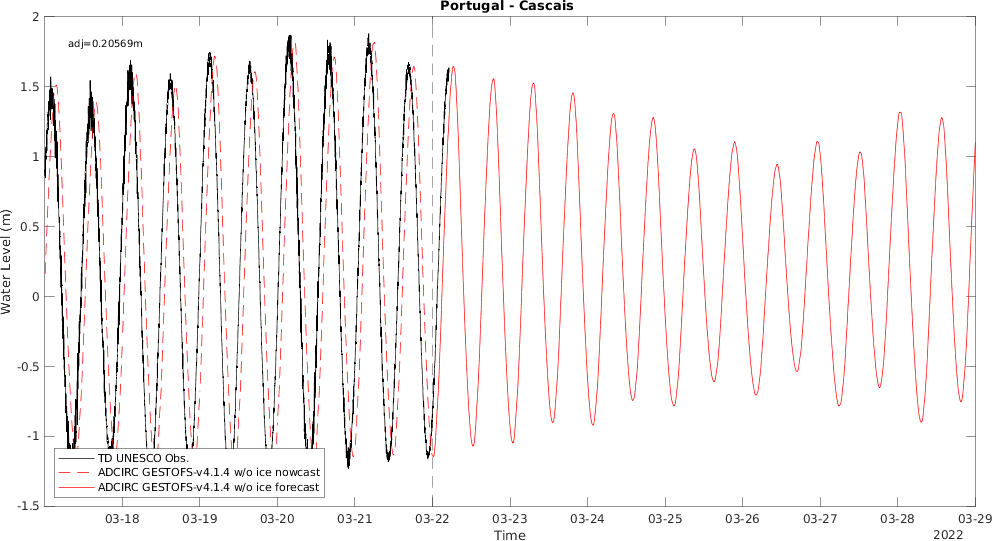 Portugal - Cascais
adj=0.20569m
Water Level (m)
2
1.5
1
0.5
0
-0.5
-1
-1.5
TD UNESCO Obs.
ADCIRC GESTOFS-v4.1.4 w/o ice nowcast
ADCIRC GESTOFS-v4.1.4 w/o ice forecast
03-18 03-19 03-20 03-21 03-22 03-23 03-24 03-25 03-26 03-27 03-28 03-29
Time
2022